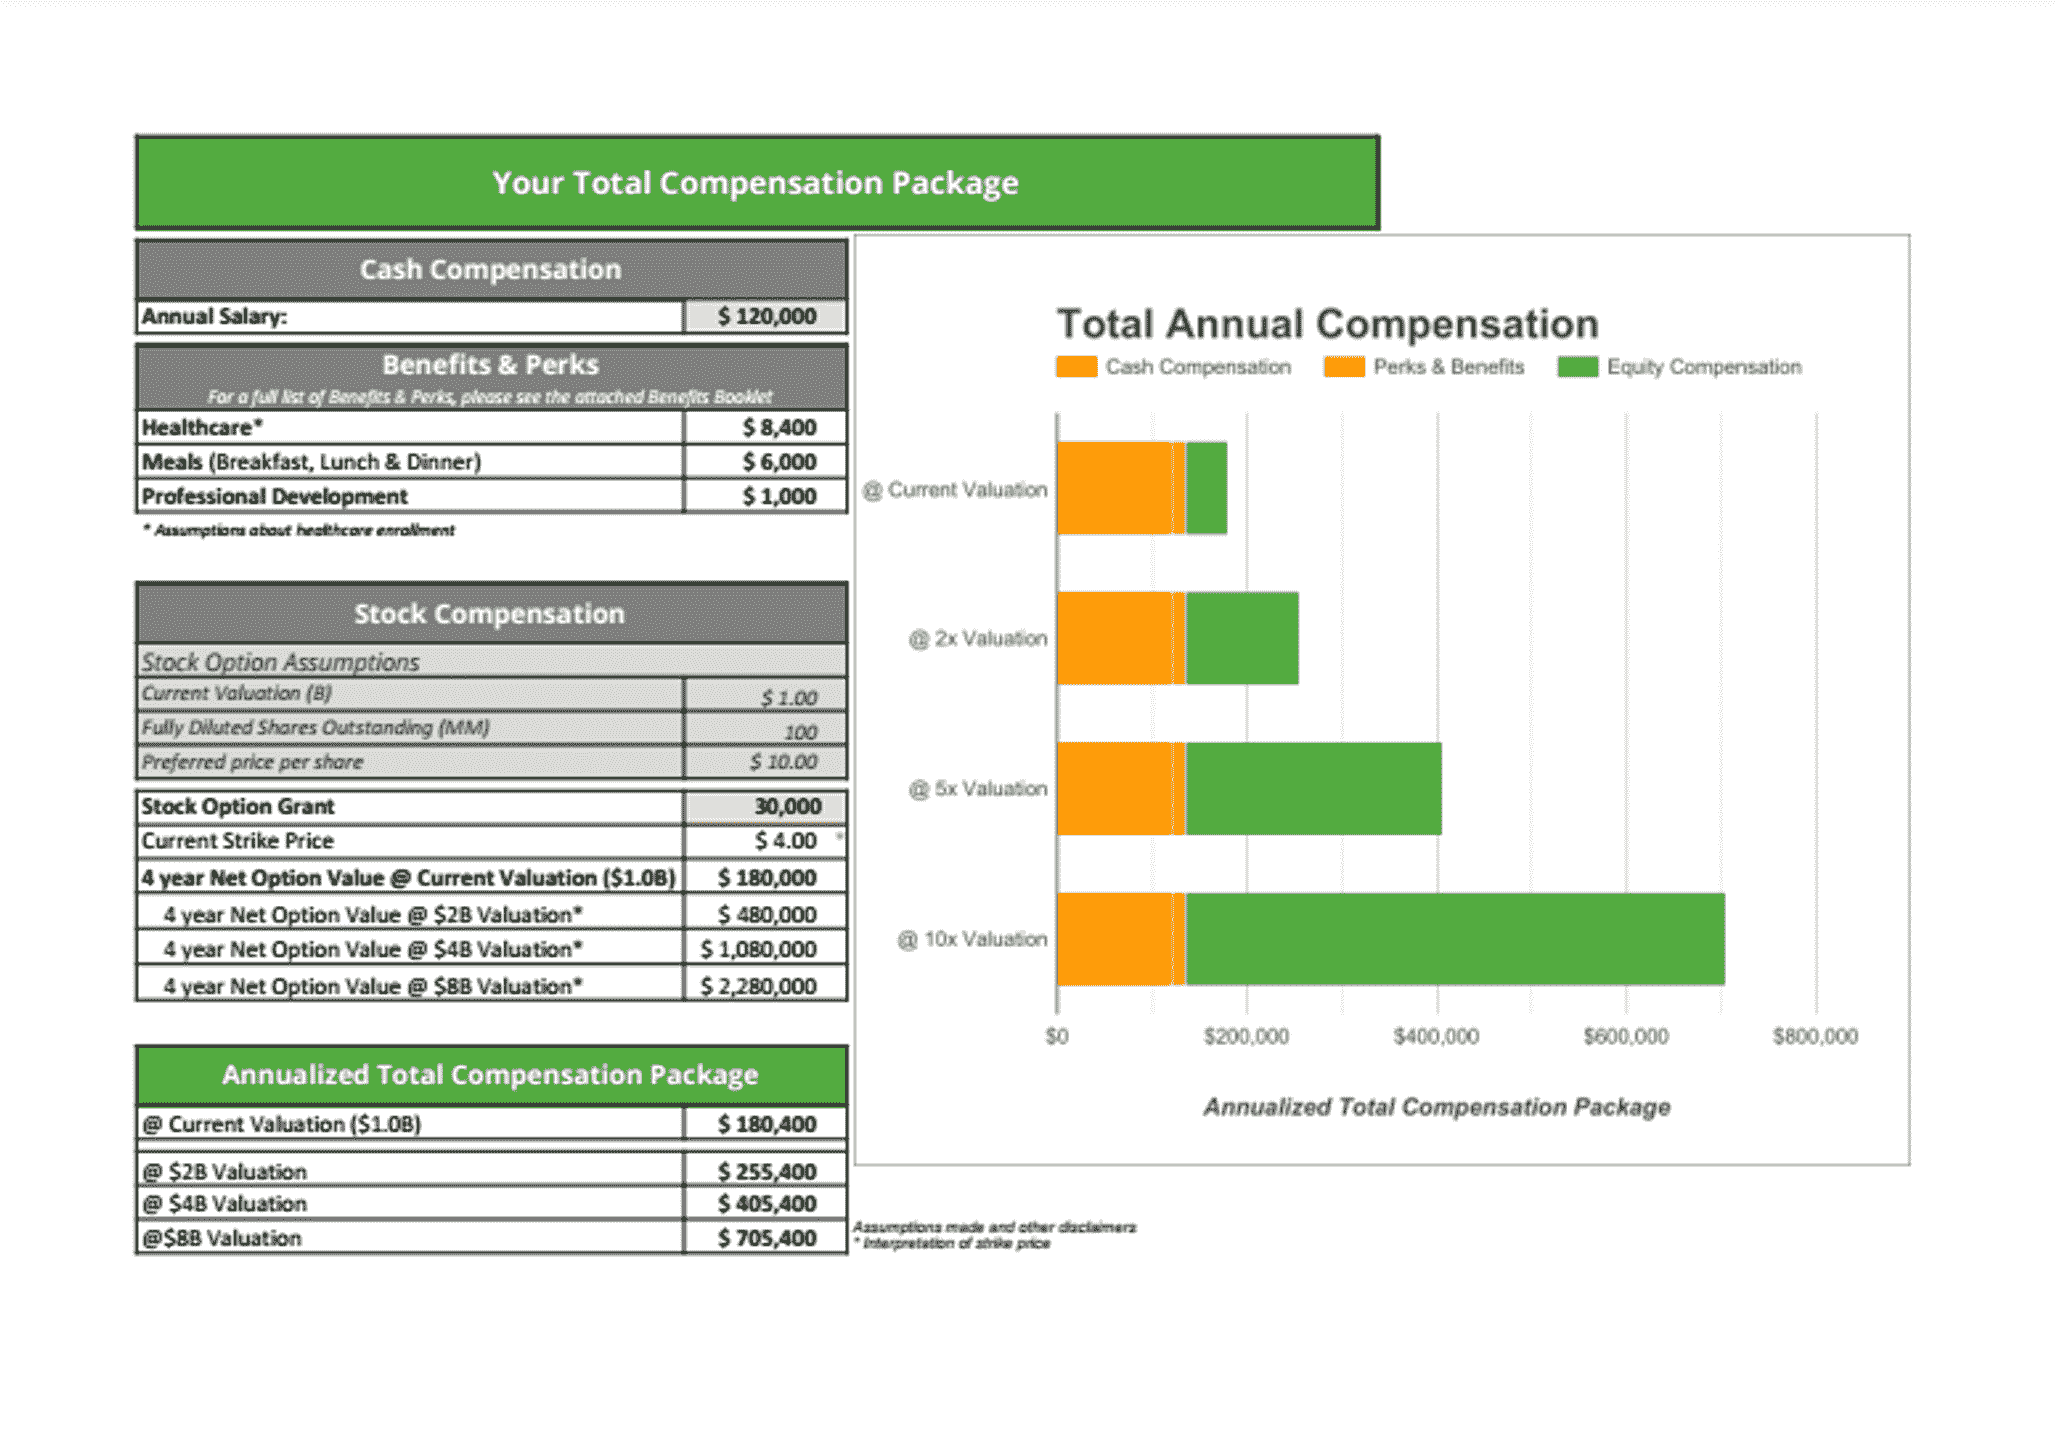 Your Total Compensation Package
Cash Compensation
Annual Salary: $ 120,000
Benefits & Perks
For a full list of Benefits & Perks, please see the attached Benefits Booklet
Healthcare* $ 8,400
Meals (Breakfast, Lunch & Dinner) $ 6,000
Professional Development $ 1,000
* Assumptions about healthcare enrollment
Stock Compensation
Stock Option Assumptions
Current Valuation (B) $ 1.00
Fully Diluted Shares Outstanding (MM) 100
Preferred price per share $ 10.00
Stock Option Grant 30,000
Current Strike Price $ 4.00 *
4 year Net Option Value @ Current Valuation ($1.0B) $ 180,000
4 year Net Option Value @ $2B Valuation* $ 480,000
4 year Net Option Value @ $4B Valuation* $ 1,080,000
4 year Net Option Value @ $8B Valuation* $ 2,280,000
Annualized Total Compensation Package
@ Current Valuation ($1.0B) $ 180,400
@ $2B Valuation $ 255,400
@ $4B Valuation $ 405,400
@$8B Valuation $ 705,400
Total Annual Compensation
Cash Compensation Perks & Benefits Equity Compensation
@ Current Valuation
@ 2x Valuation
@ 5x Valuation
@ 10x Valuation
$0 $200,000 $400,000 $600,000 $800,000
Annualized Total Compensation Package
Assumptions made and other disclaimers
* Interpretation of strike price